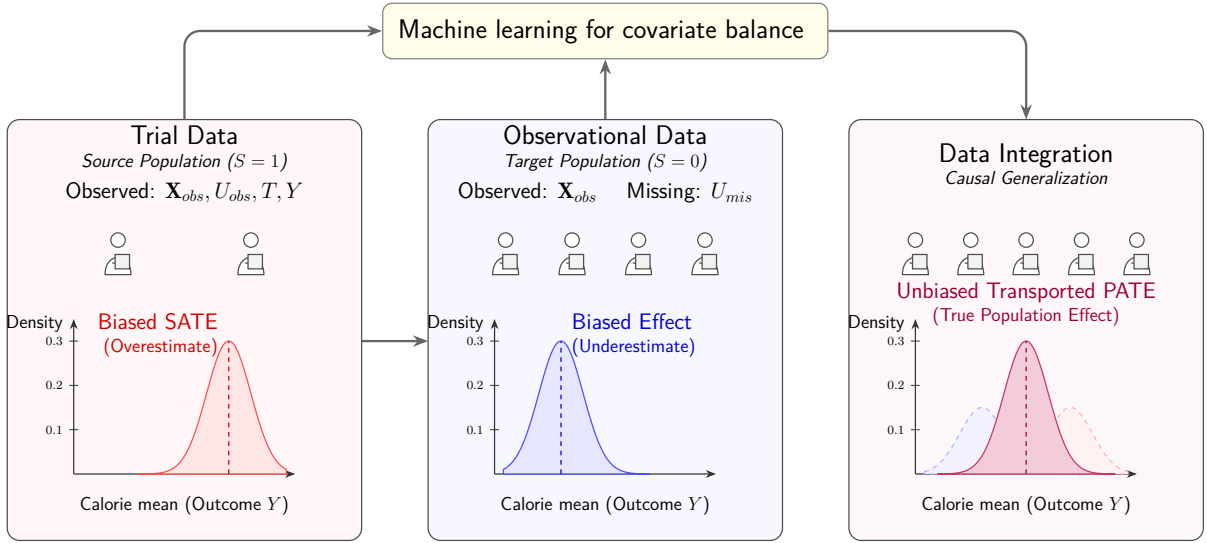 Machine learning for covariate balance
Trial Data
Source Population (S = 1)
Observed: X_obs, U_obs, T, Y
Density
Biased SATE
(Overestimate)
0.3
0.2
0.1
Calorie mean (Outcome Y)
Observational Data
Target Population (S = 0)
Observed: X_obs Missing: U_mis
Density
Biased Effect
(Underestimate)
0.3
0.2
0.1
Calorie mean (Outcome Y)
Data Integration
Causal Generalization
Unbiased Transported PATE
(True Population Effect)
Density
0.3
0.2
0.1
Calorie mean (Outcome Y)